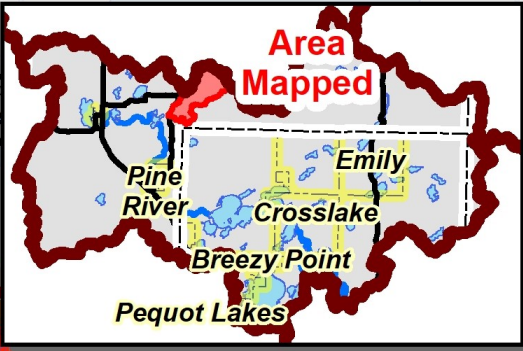 Area
Mapped
Emily
Pine
River
Crosslake
Breezy Point
Pequot Lakes